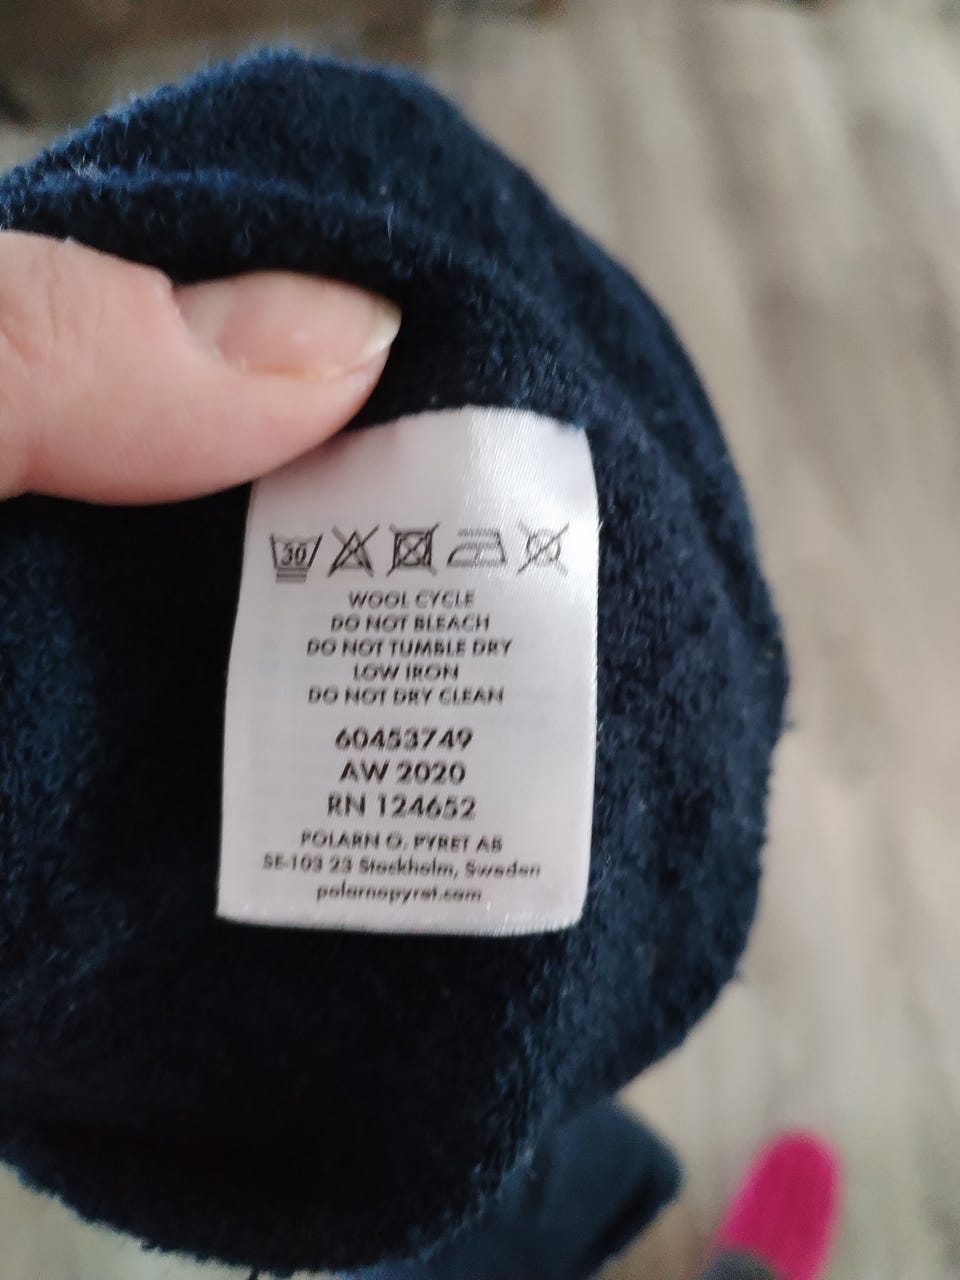 30
WOOL CYCLE
DO NOT BLEACH
DO NOT TUMBLE DRY
LOW IRON
DO NOT DRY CLEAN
60453749
AW 2020
RN 124652
POLARN O. PYRET AB
SE-103 23 Stockholm, Sweden
polarnopyret.com